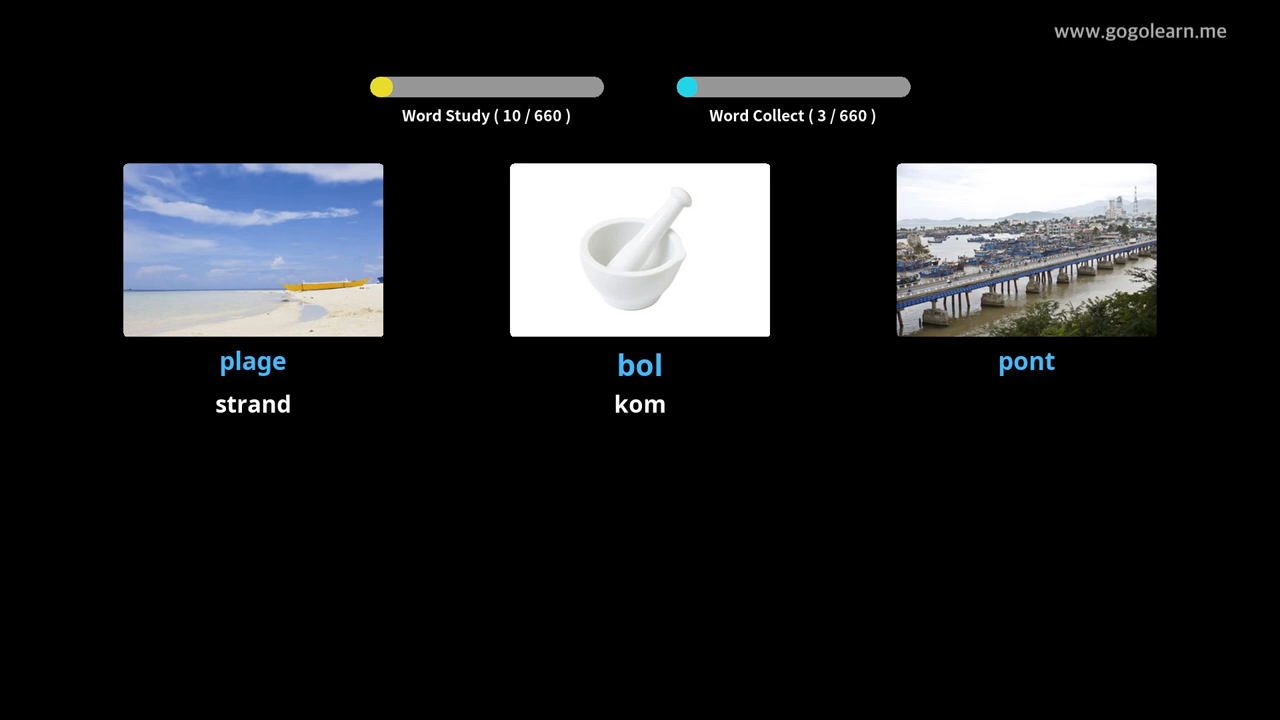 www.gogolearn.me
Word Study ( 10 / 660 )
Word Collect ( 3 / 660 )
plage
bol
pont
strand
kom